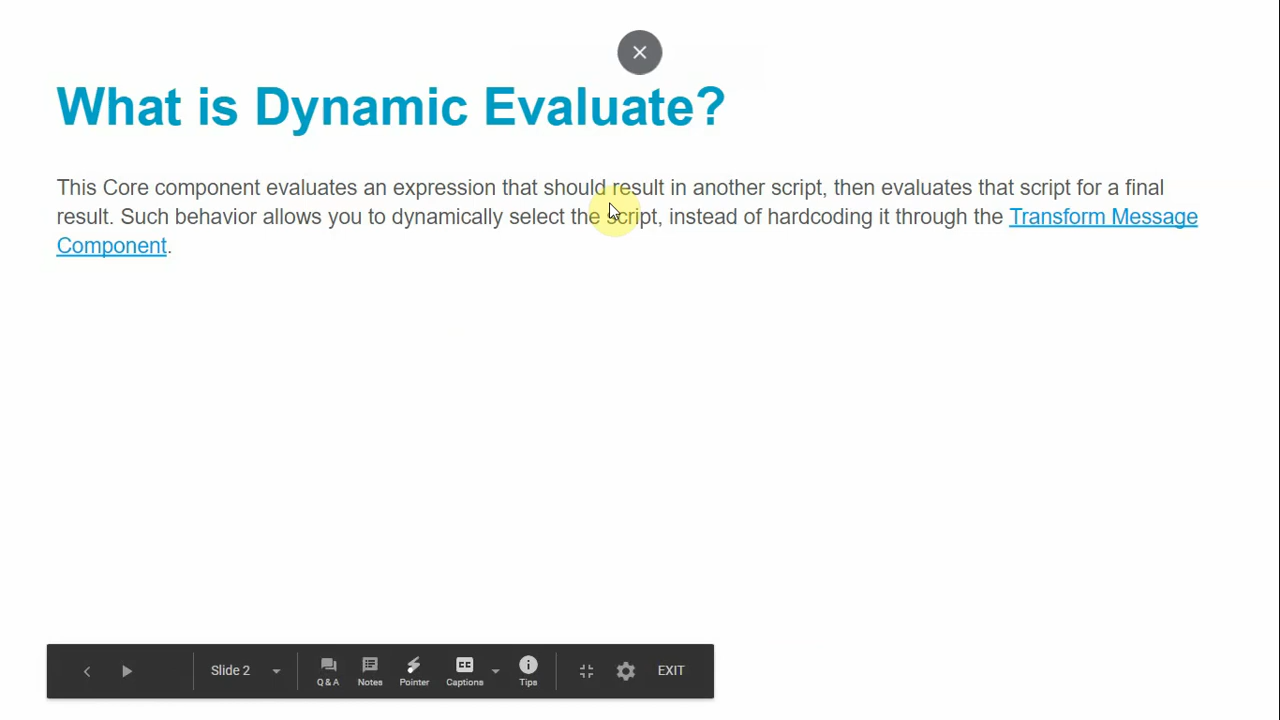 What is Dynamic Evaluate?
This Core component evaluates an expression that should result in another script, then evaluates that script for a final
result. Such behavior allows you to dynamically select the script, instead of hardcoding it through the Transform Message
Component.
Slide 2
Q & A Notes Pointer Captions Tips EXIT